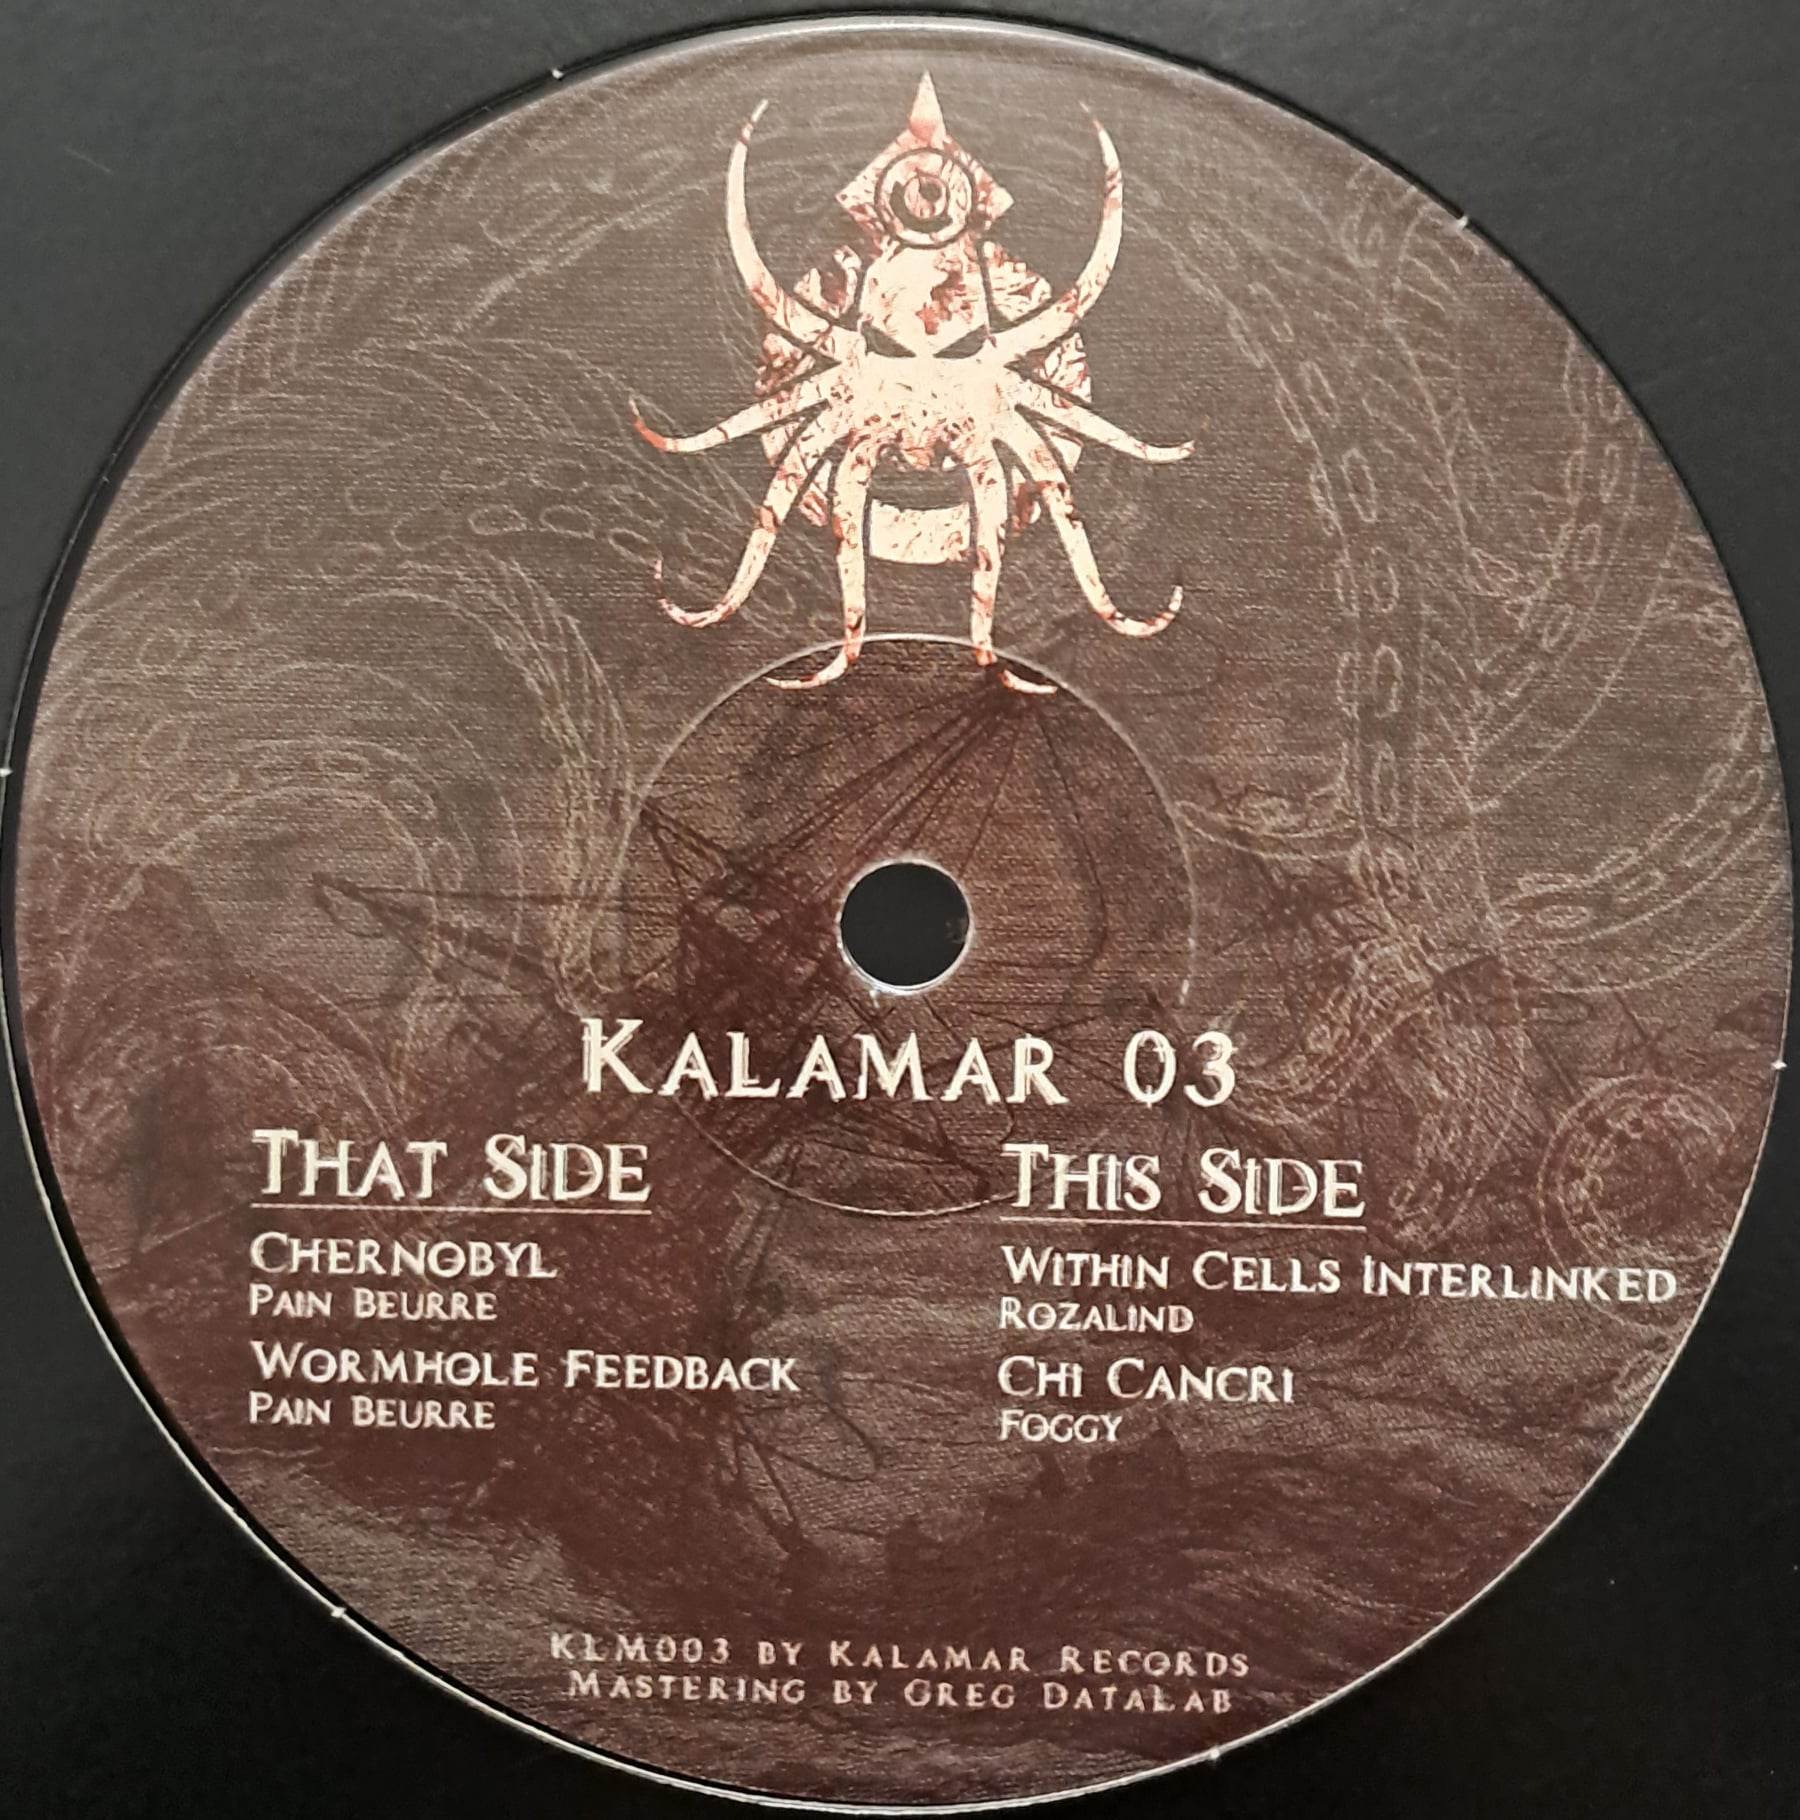 KALAMAR 03
THAT SIDE
CHERNOBYL
PAIN BEURRE
WORMHOLE FEEDBACK
PAIN BEURRE
THIS SIDE
WITHIN CELLS INTERLINKED
ROZALIND
CHI CANCRI
FOGGY
KLM003 BY KALAMAR RECORDS
MASTERING BY GREG DATALAB